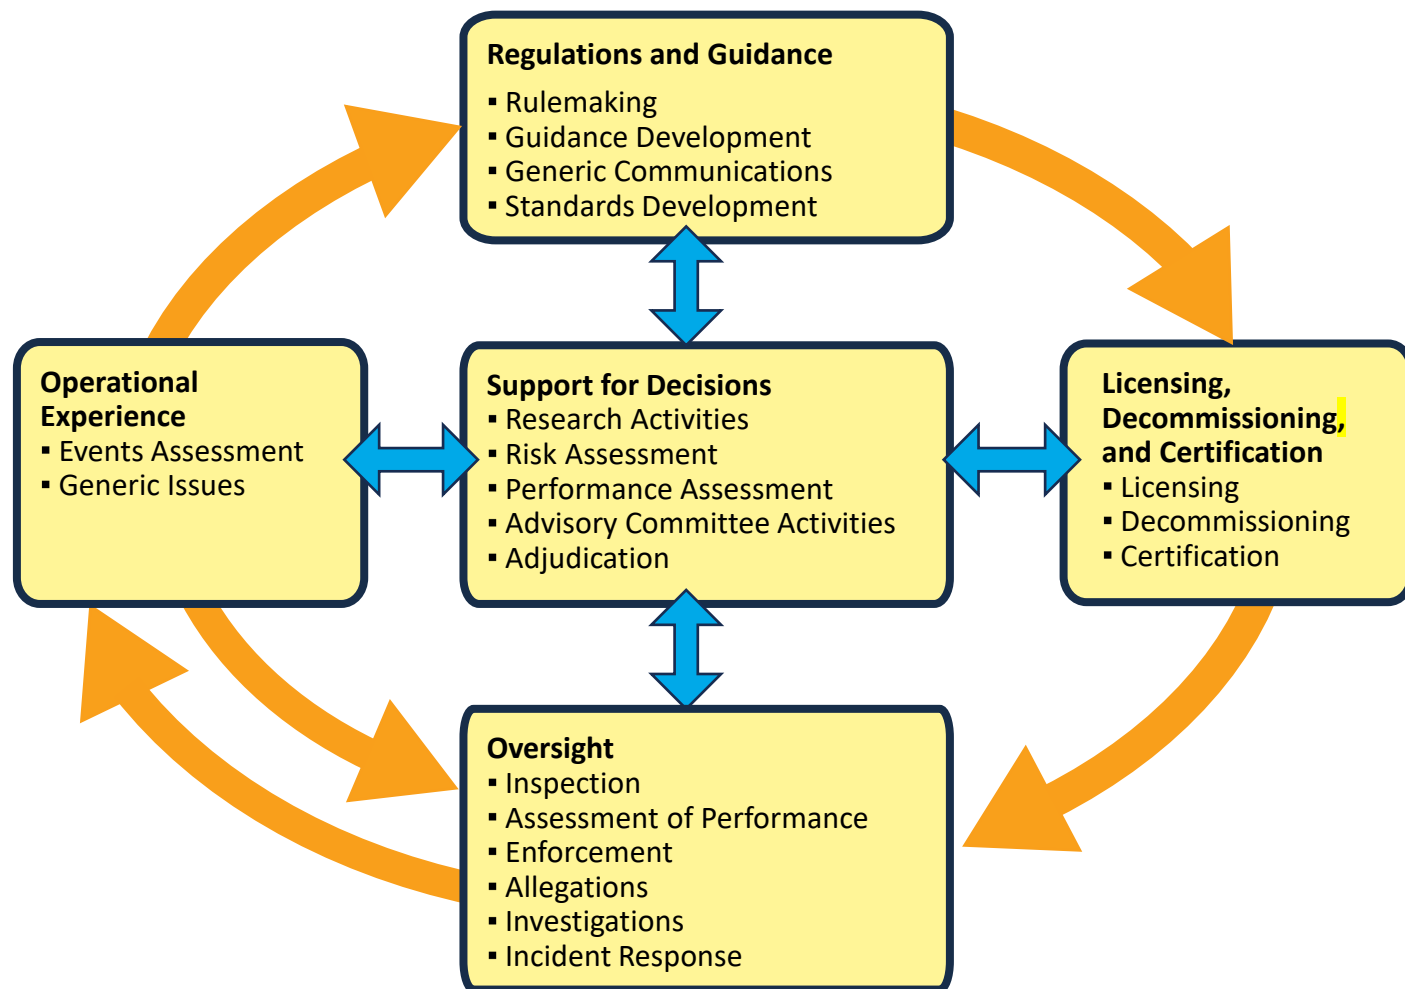 Regulations and Guidance
▪ Rulemaking
▪ Guidance Development
▪ Generic Communications
▪ Standards Development
Operational
Experience
▪ Events Assessment
▪ Generic Issues
Support for Decisions
▪ Research Activities
▪ Risk Assessment
▪ Performance Assessment
▪ Advisory Committee Activities
▪ Adjudication
Licensing,
Decommissioning,
and Certification
▪ Licensing
▪ Decommissioning
▪ Certification
Oversight
▪ Inspection
▪ Assessment of Performance
▪ Enforcement
▪ Allegations
▪ Investigations
▪ Incident Response